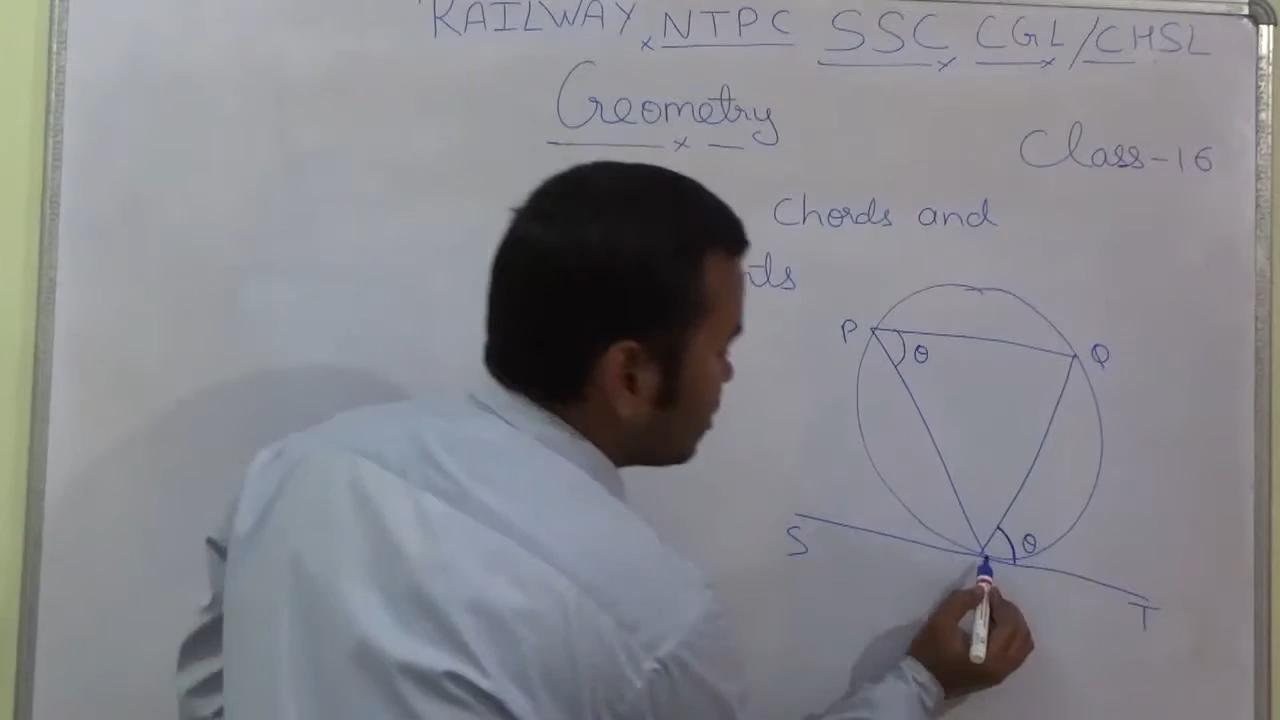 RAILWAY NTPC SSC CGL/CHSL
Geometry
Class-16
Chords and
P
θ
Q
S
θ
T